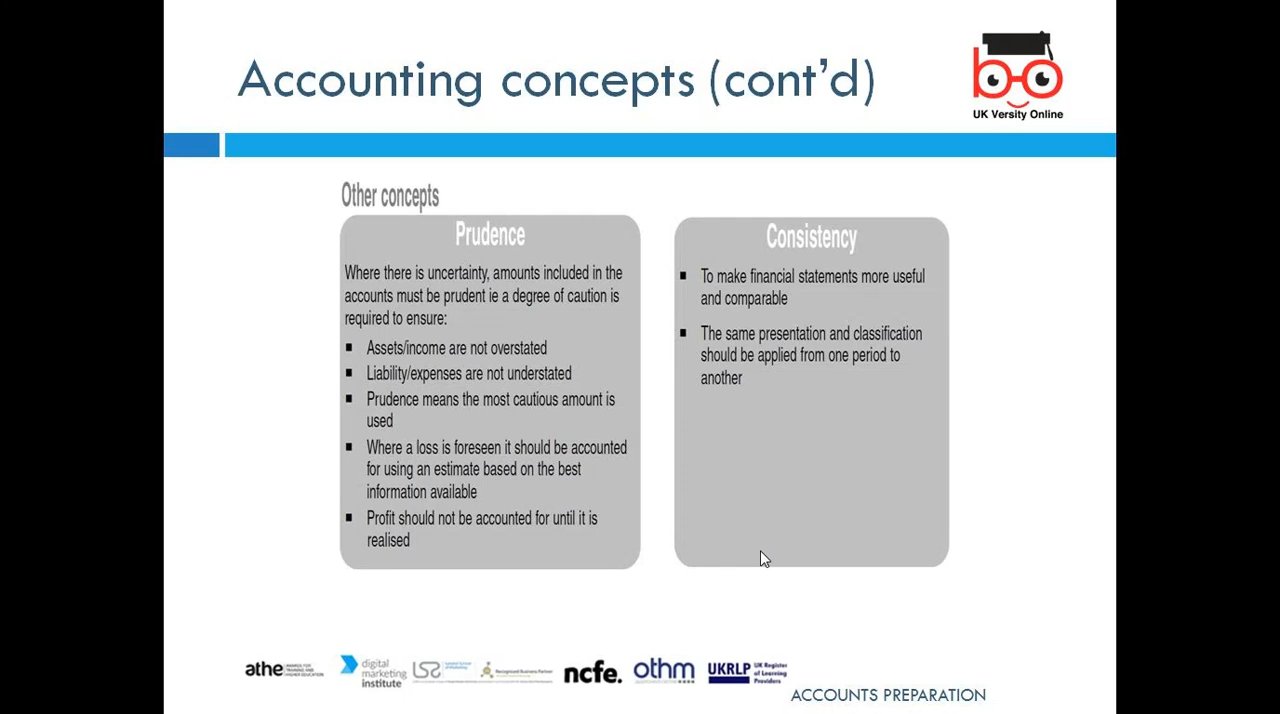 Accounting concepts (cont'd)
UK Versity Online
Other concepts
Prudence
Where there is uncertainty, amounts included in the
accounts must be prudent ie a degree of caution is
required to ensure:
Assets/income are not overstated
Liability/expenses are not understated
Prudence means the most cautious amount is
used
Where a loss is foreseen it should be accounted
for using an estimate based on the best
information available
Profit should not be accounted for until it is
realised
Consistency
To make financial statements more useful
and comparable
The same presentation and classification
should be applied from one period to
another
athe
digital
marketing
institute
Recognised Business Partner
ncfe.
othm
UKRLP
UK Register
of Learning
Providers
ACCOUNTS PREPARATION